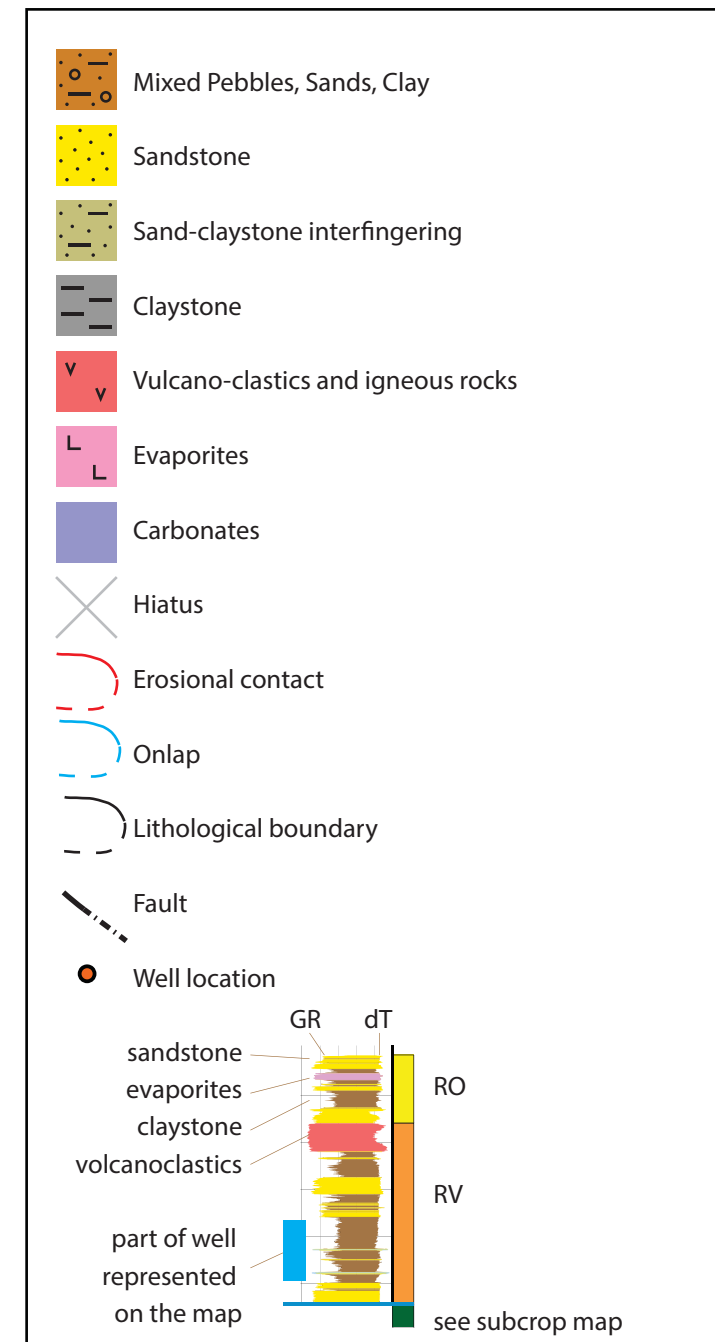 Mixed Pebbles, Sands, Clay
Sandstone
Sand-claystone interfingering
Claystone
Vulcano-clastics and igneous rocks
Evaporites
Carbonates
Hiatus
Erosional contact
Onlap
Lithological boundary
Fault
Well location
GR dT
sandstone
evaporites
claystone
volcanoclastics
RO
RV
part of well
represented
on the map
see subcrop map